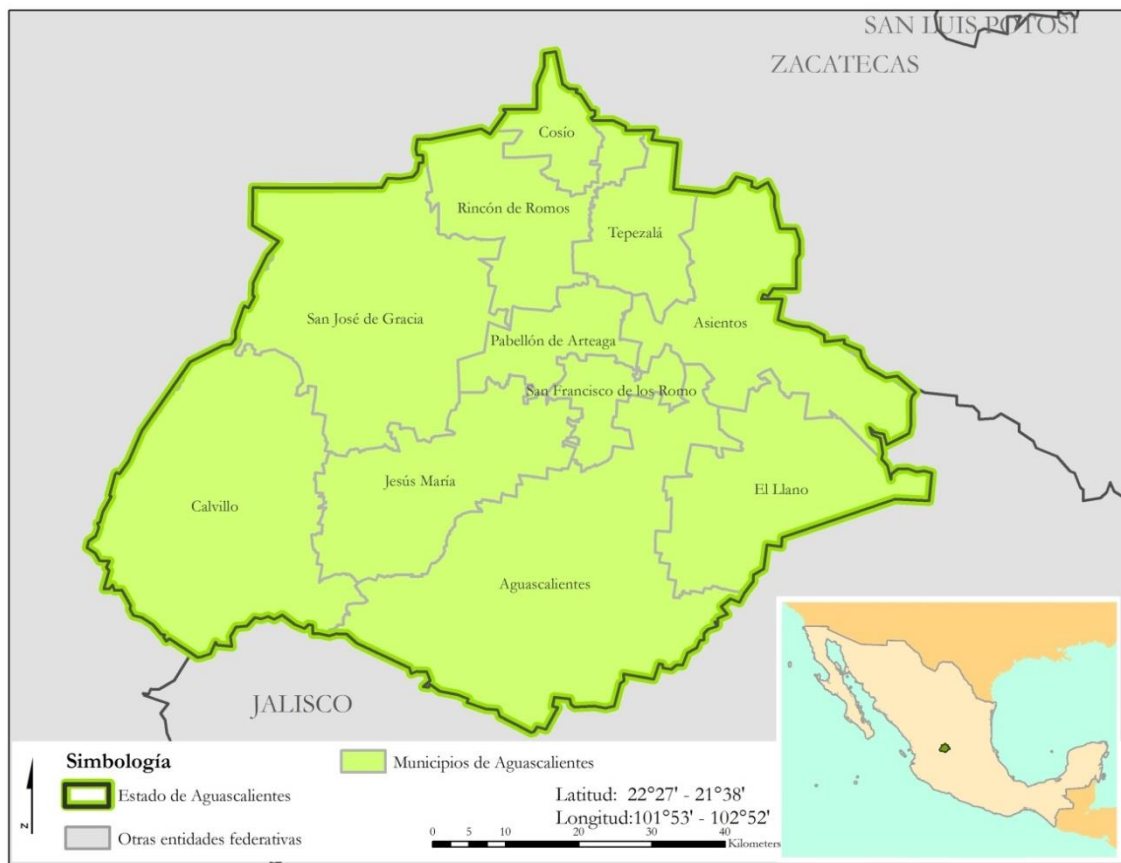 SAN LUIS POTOSÍ
ZACATECAS
Cosío
Rincón de Romos
Tepezalá
San José de Gracia
Asientos
Pabellón de Arteaga
San Francisco de los Romo
Jesús María
El Llano
Calvillo
Aguascalientes
JALISCO
Simbología
Municipios de Aguascalientes
Estado de Aguascalientes
Otras entidades federativas
Latitud: 22°27' - 21°38'
Longitud:101°53' - 102°52'
0 5 10 20 30 40
Kilometers
N